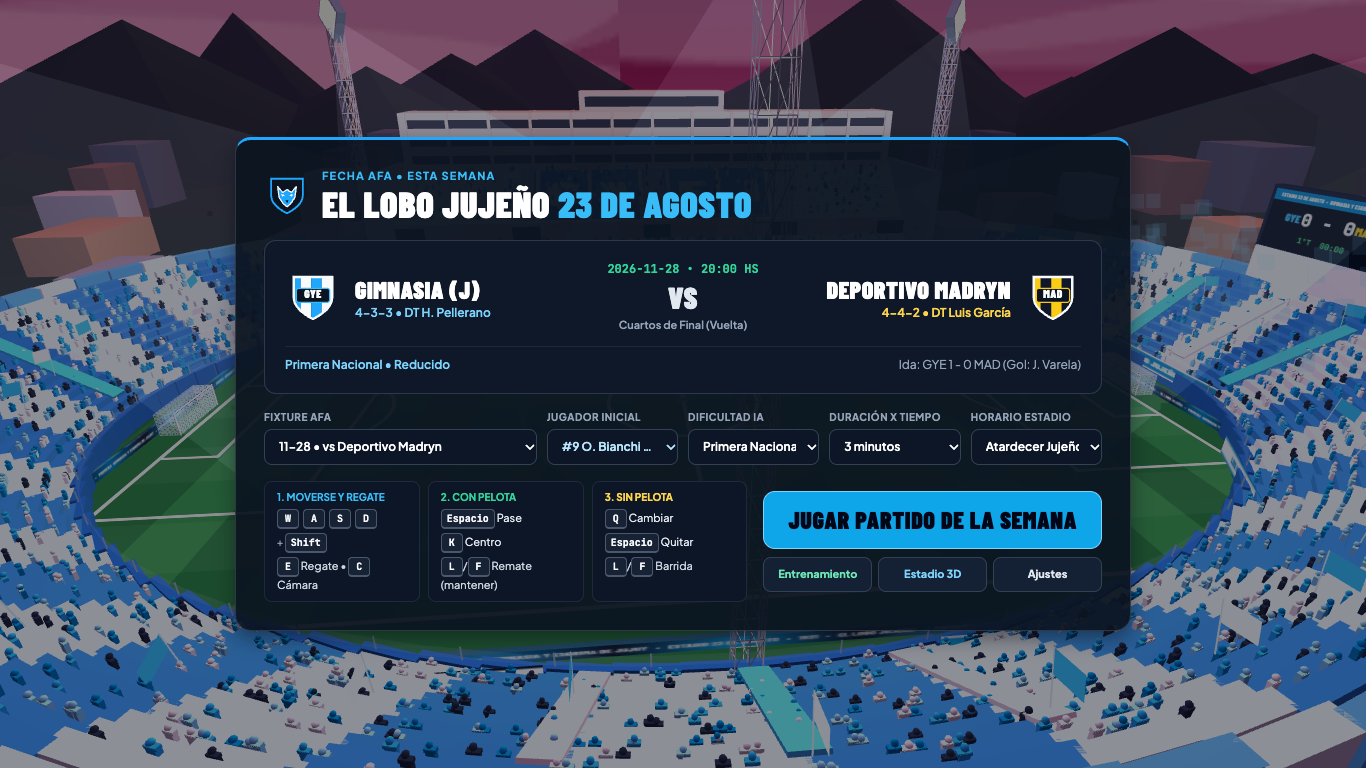 FECHA AFA • ESTA SEMANA
EL LOBO JUJEÑO 23 DE AGOSTO
2026-11-28 • 20:00 HS
GYE
GIMNASIA (J)
4-3-3 • DT H. Pellerano
VS
Cuartos de Final (Vuelta)
DEPORTIVO MADRYN
4-4-2 • DT Luis García
MAD
Primera Nacional • Reducido
Ida: GYE 1 - 0 MAD (Gol: J. Varela)
FIXTURE AFA
JUGADOR INICIAL
DIFICULTAD IA
DURACIÓN X TIEMPO
HORARIO ESTADIO
11-28 • vs Deportivo Madryn
#9 O. Bianchi ...
Primera Naciona
3 minutos
Atardecer Jujeñ
1. MOVERSE Y REGATE
W A S D
+ Shift
E Regate • C
Cámara
2. CON PELOTA
Espacio Pase
K Centro
L / F Remate
(mantener)
3. SIN PELOTA
Q Cambiar
Espacio Quitar
L / F Barrida
JUGAR PARTIDO DE LA SEMANA
Entrenamiento
Estadio 3D
Ajustes
GYE 0 - 0 MA
1°T 00:00